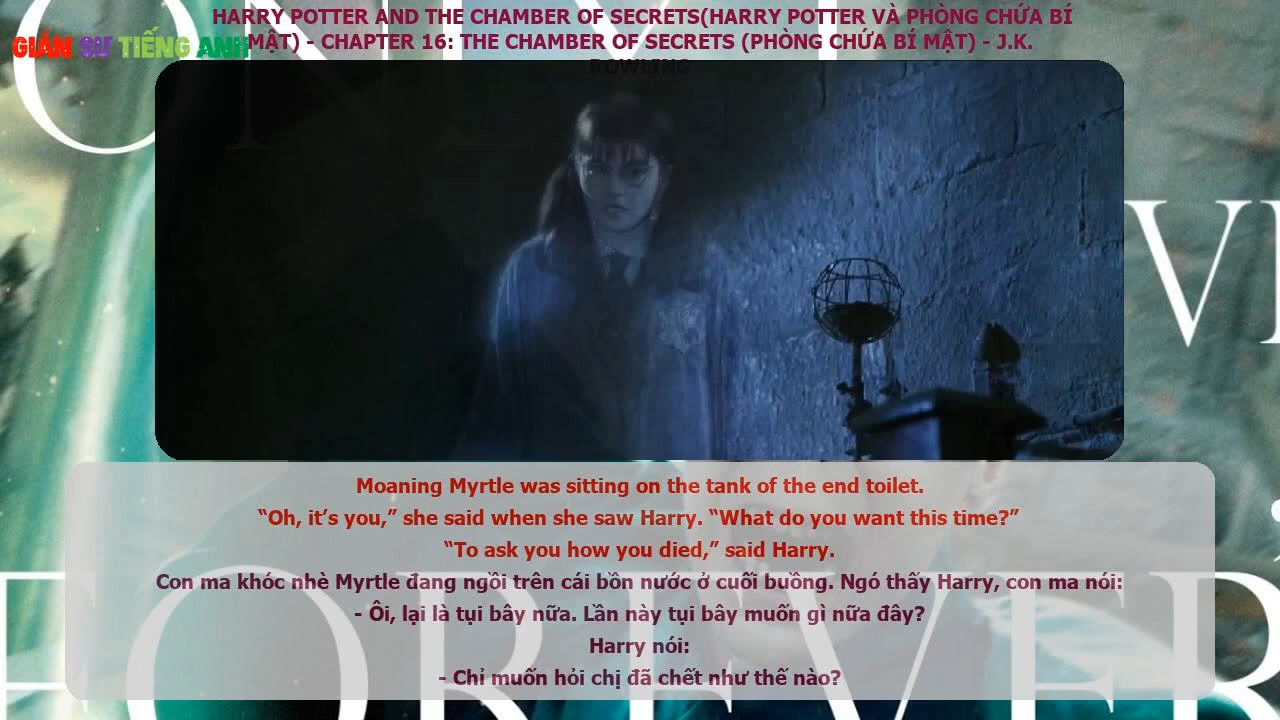 HARRY POTTER AND THE CHAMBER OF SECRETS(HARRY POTTER VÀ PHÒNG CHỨA BÍ
MẬT) - CHAPTER 16: THE CHAMBER OF SECRETS (PHÒNG CHỨA BÍ MẬT) - J.K.
ROWLING
GIÁN SƯ TIẾNG ANH
Moaning Myrtle was sitting on the tank of the end toilet.
“Oh, it’s you,” she said when she saw Harry. “What do you want this time?”
“To ask you how you died,” said Harry.
Con ma khóc nhè Myrtle đang ngồi trên cái bồn nước ở cuối buồng. Ngó thấy Harry, con ma nói:
- Ôi, lại là tụi bây nữa. Lần này tụi bây muốn gì nữa đây?
Harry nói:
- Chỉ muốn hỏi chị đã chết như thế nào?
FOREVER